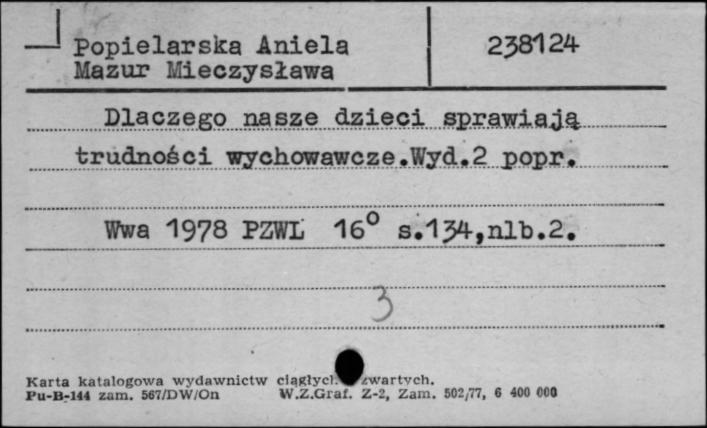 Popielarska Aniela 238124
Mazur Mieczysława
Dlaczego nasze dzieci sprawiają
trudności wychowawcze.Wyd.2 popr.
Wwa 1978 PZWL 16° s.134,nlb.2.
3
Karta katalogowa wydawnictw zwartych.
Pu-B-144 zam. 567/DW/On W.Z.Graf. Z-2, Zam. 502/77, 6 400 000